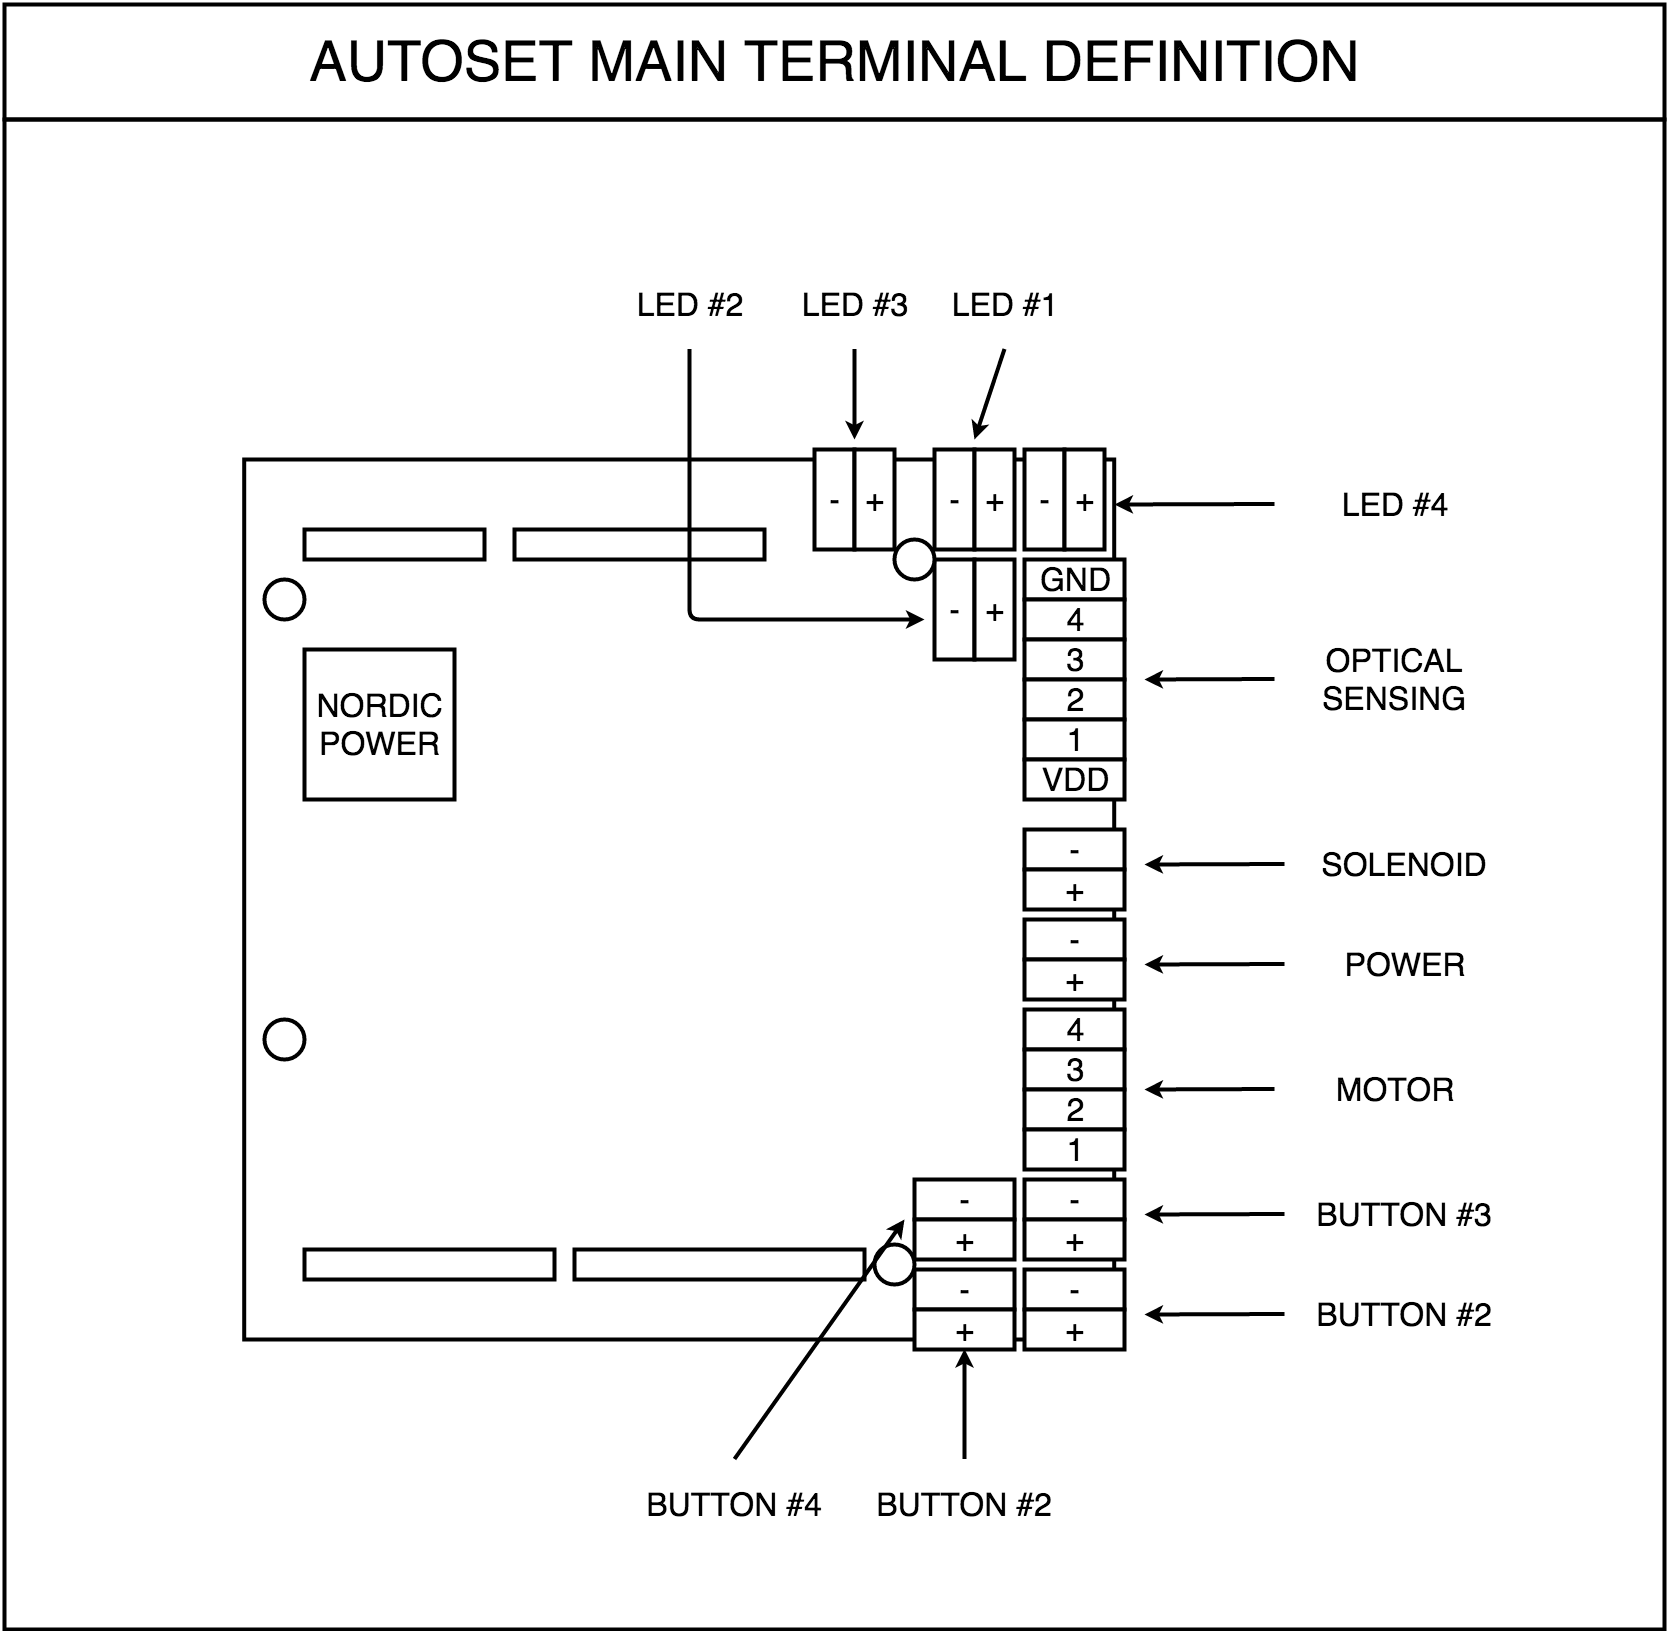 AUTOSET MAIN TERMINAL DEFINITION
LED #2
LED #3
LED #1
- +
- +
- +
LED #4
- +
GND
4
3
2
1
VDD
OPTICAL
SENSING
NORDIC
POWER
-
+
SOLENOID
-
+
POWER
4
3
2
1
MOTOR
-
+
-
+
BUTTON #3
-
+
-
+
BUTTON #2
BUTTON #4
BUTTON #2